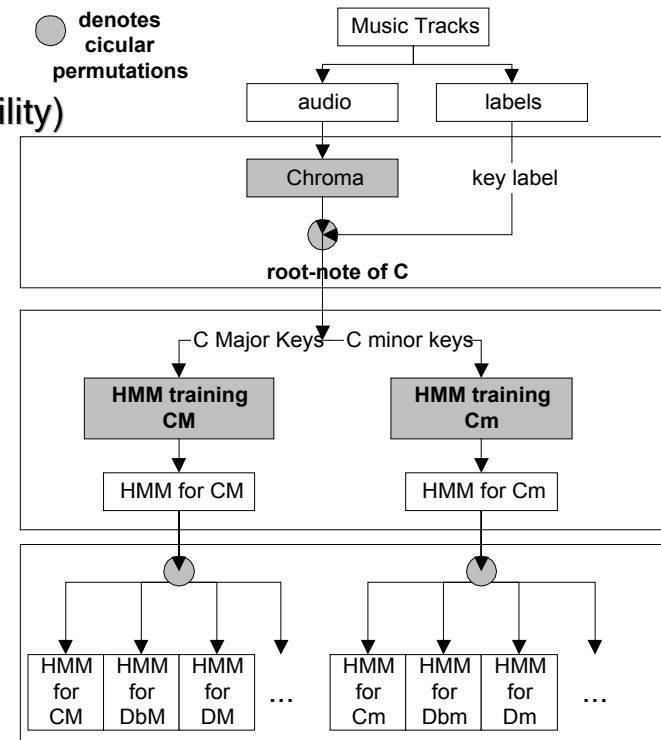 denotes
cicular
permutations
Music Tracks
ility)
audio
labels
Chroma
key label
root-note of C
C Major Keys
C minor keys
HMM training
CM
HMM training
Cm
HMM for CM
HMM for Cm
HMM
for
CM
HMM
for
DbM
HMM
for
DM
...
HMM
for
Cm
HMM
for
Dbm
HMM
for
Dm
...